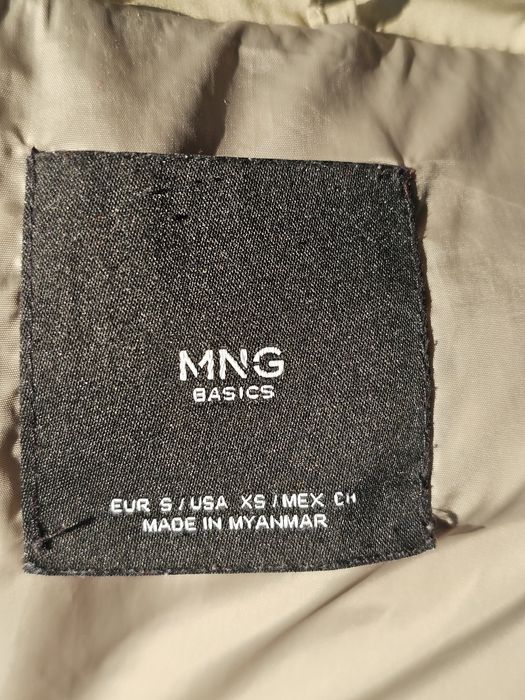 MNG
BASICS
EUR S / USA XS / MEX CH
MADE IN MYANMAR